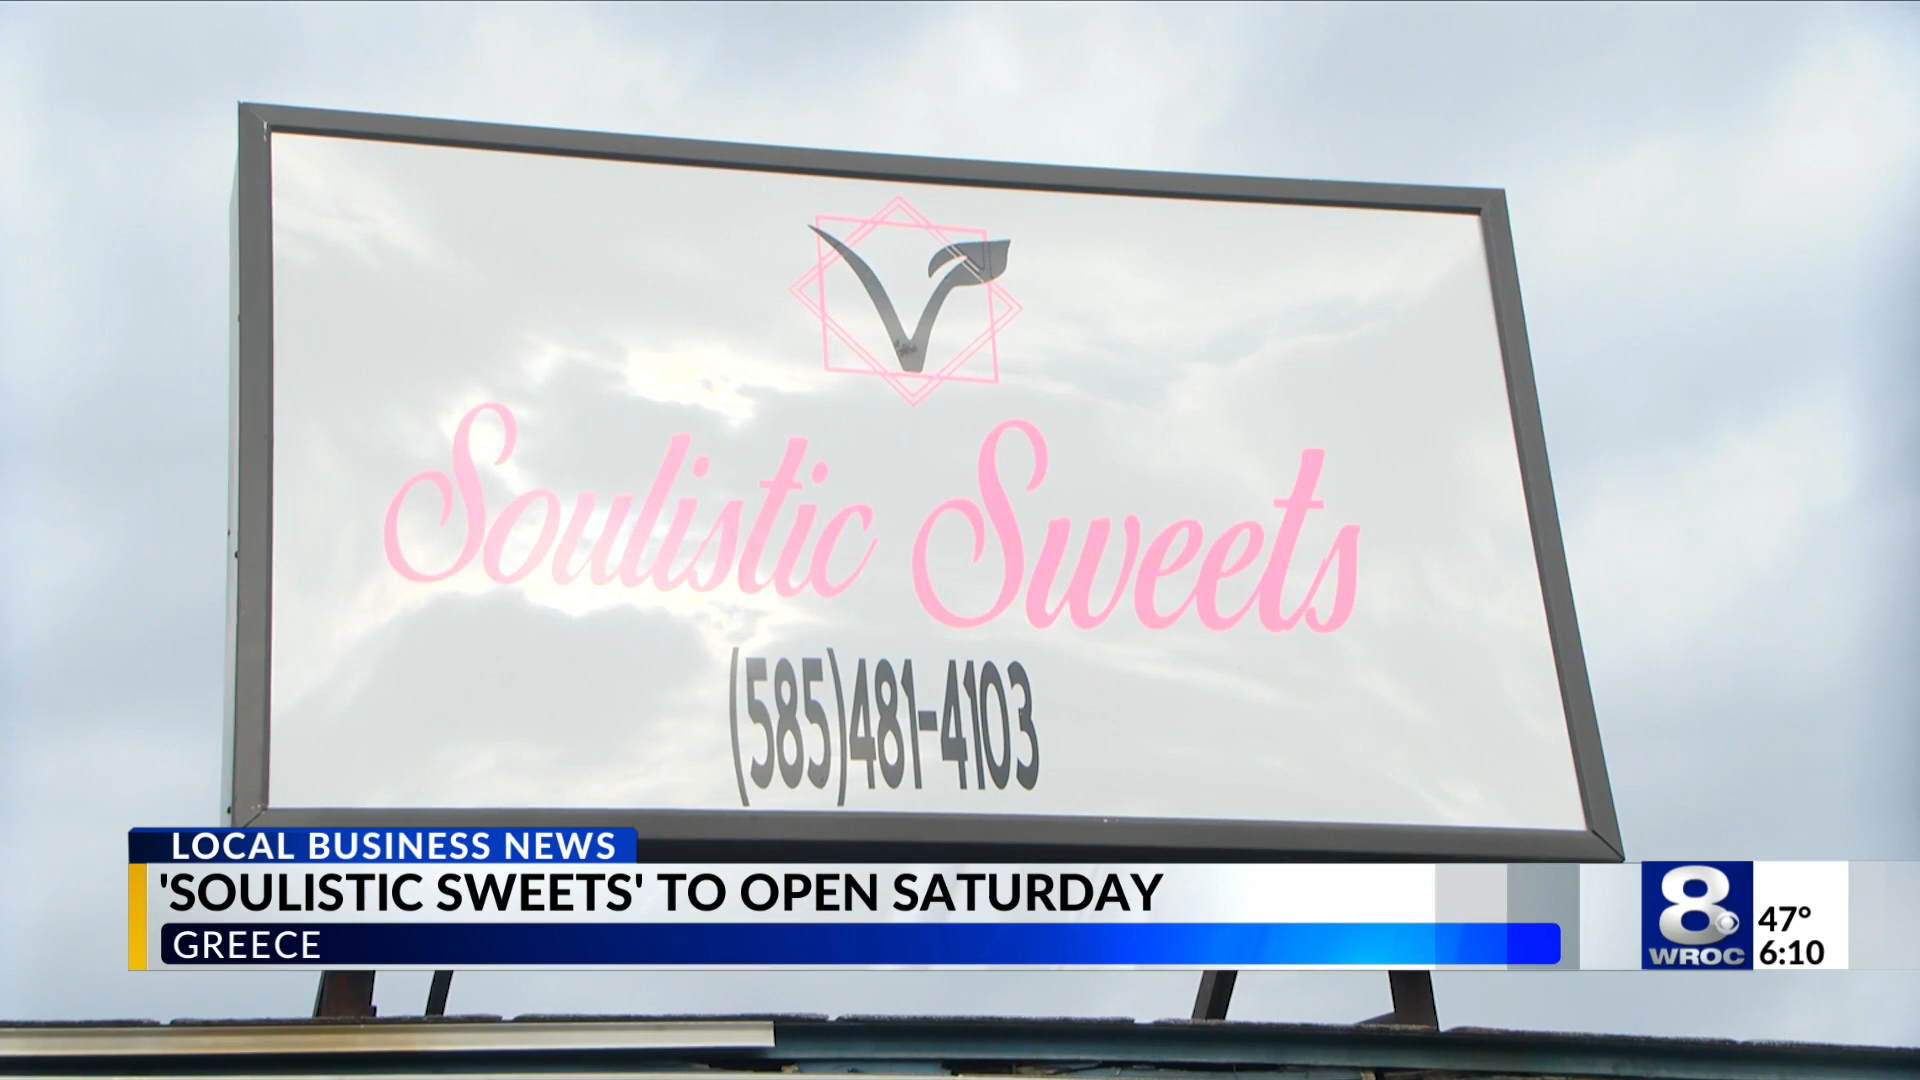 V
Soulistic Sweets
(585)481-4103
LOCAL BUSINESS NEWS
'SOULISTIC SWEETS' TO OPEN SATURDAY
GREECE
8
WROC
47°
6:10